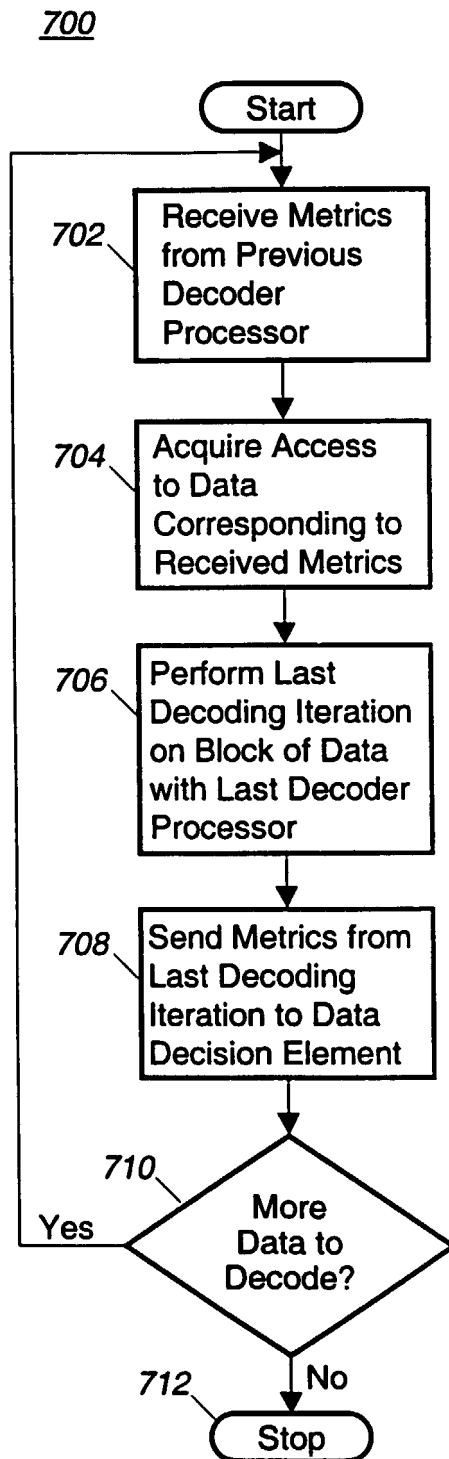 700
Start
702
Receive Metrics
from Previous
Decoder
Processor
704
Acquire Access
to Data
Corresponding to
Received Metrics
706
Perform Last
Decoding Iteration
on Block of Data
with Last Decoder
Processor
708
Send Metrics from
Last Decoding
Iteration to Data
Decision Element
710
More
Data to
Decode?
Yes
No
712
Stop